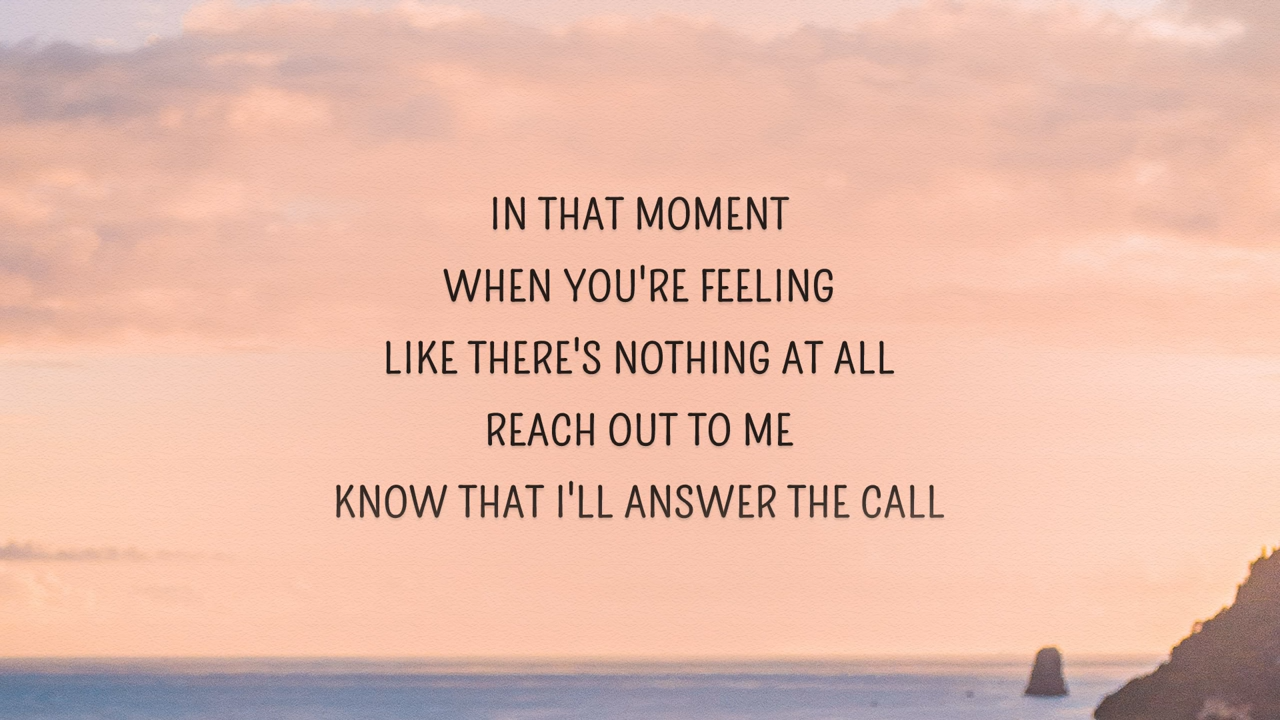 IN THAT MOMENT
WHEN YOU'RE FEELING
LIKE THERE'S NOTHING AT ALL
REACH OUT TO ME
KNOW THAT I'LL ANSWER THE CALL